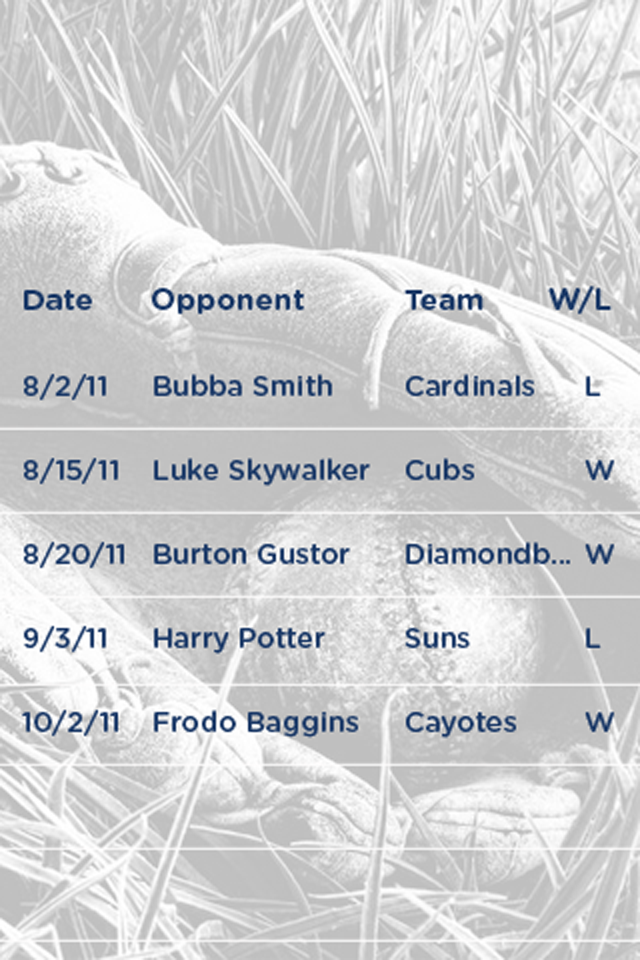 Date Opponent Team W/L
8/2/11 Bubba Smith Cardinals L
8/15/11 Luke Skywalker Cubs W
8/20/11 Burton Gustor Diamondb... W
9/3/11 Harry Potter Suns L
10/2/11 Frodo Baggins Cayotes W